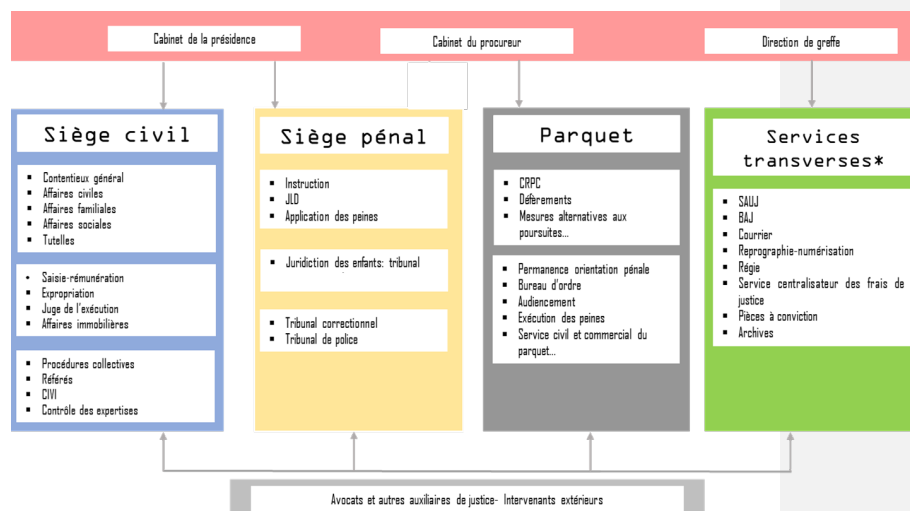 Cabinet de la présidence
Cabinet du procureur
Direction de greffe
Siège civil
Contentieux général
Affaires civiles
Affaires familiales
Affaires sociales
Tutelles
Saisie-rémunération
Expropriation
Juge de l'exécution
Affaires immobilières
Procédures collectives
Référés
CIVI
Contrôle des expertises
Siège pénal
Instruction
JLD
Application des peines
Juridiction des enfants: tribunal
Tribunal correctionnel
Tribunal de police
Parquet
CRPC
Déferements
Mesures alternatives aux
poursuites...
Permanence orientation pénale
Bureau d'ordre
Audiencement
Exécution des peines
Service civil et commercial du
parquet...
Services
transverses*
SAUJ
BAJ
Courrier
Reprographie-numérisation
Régie
Service centralisateur des frais de
justice
Pièces à conviction
Archives
Avocats et autres auxiliaires de justice- Intervenants extérieurs